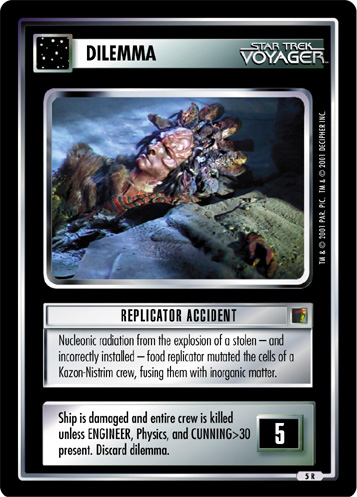 DILEMMA
STAR TREK
VOYAGER™
TM & © 2001 PAR. PIC. TM & © 2001 DECIPHER INC.
REPLICATOR ACCIDENT
Nucleonic radiation from the explosion of a stolen – and
incorrectly installed – food replicator mutated the cells of a
Kazon-Nistrim crew, fusing them with inorganic matter.
Ship is damaged and entire crew is killed
unless ENGINEER, Physics, and CUNNING>30
present. Discard dilemma.
5
5 R